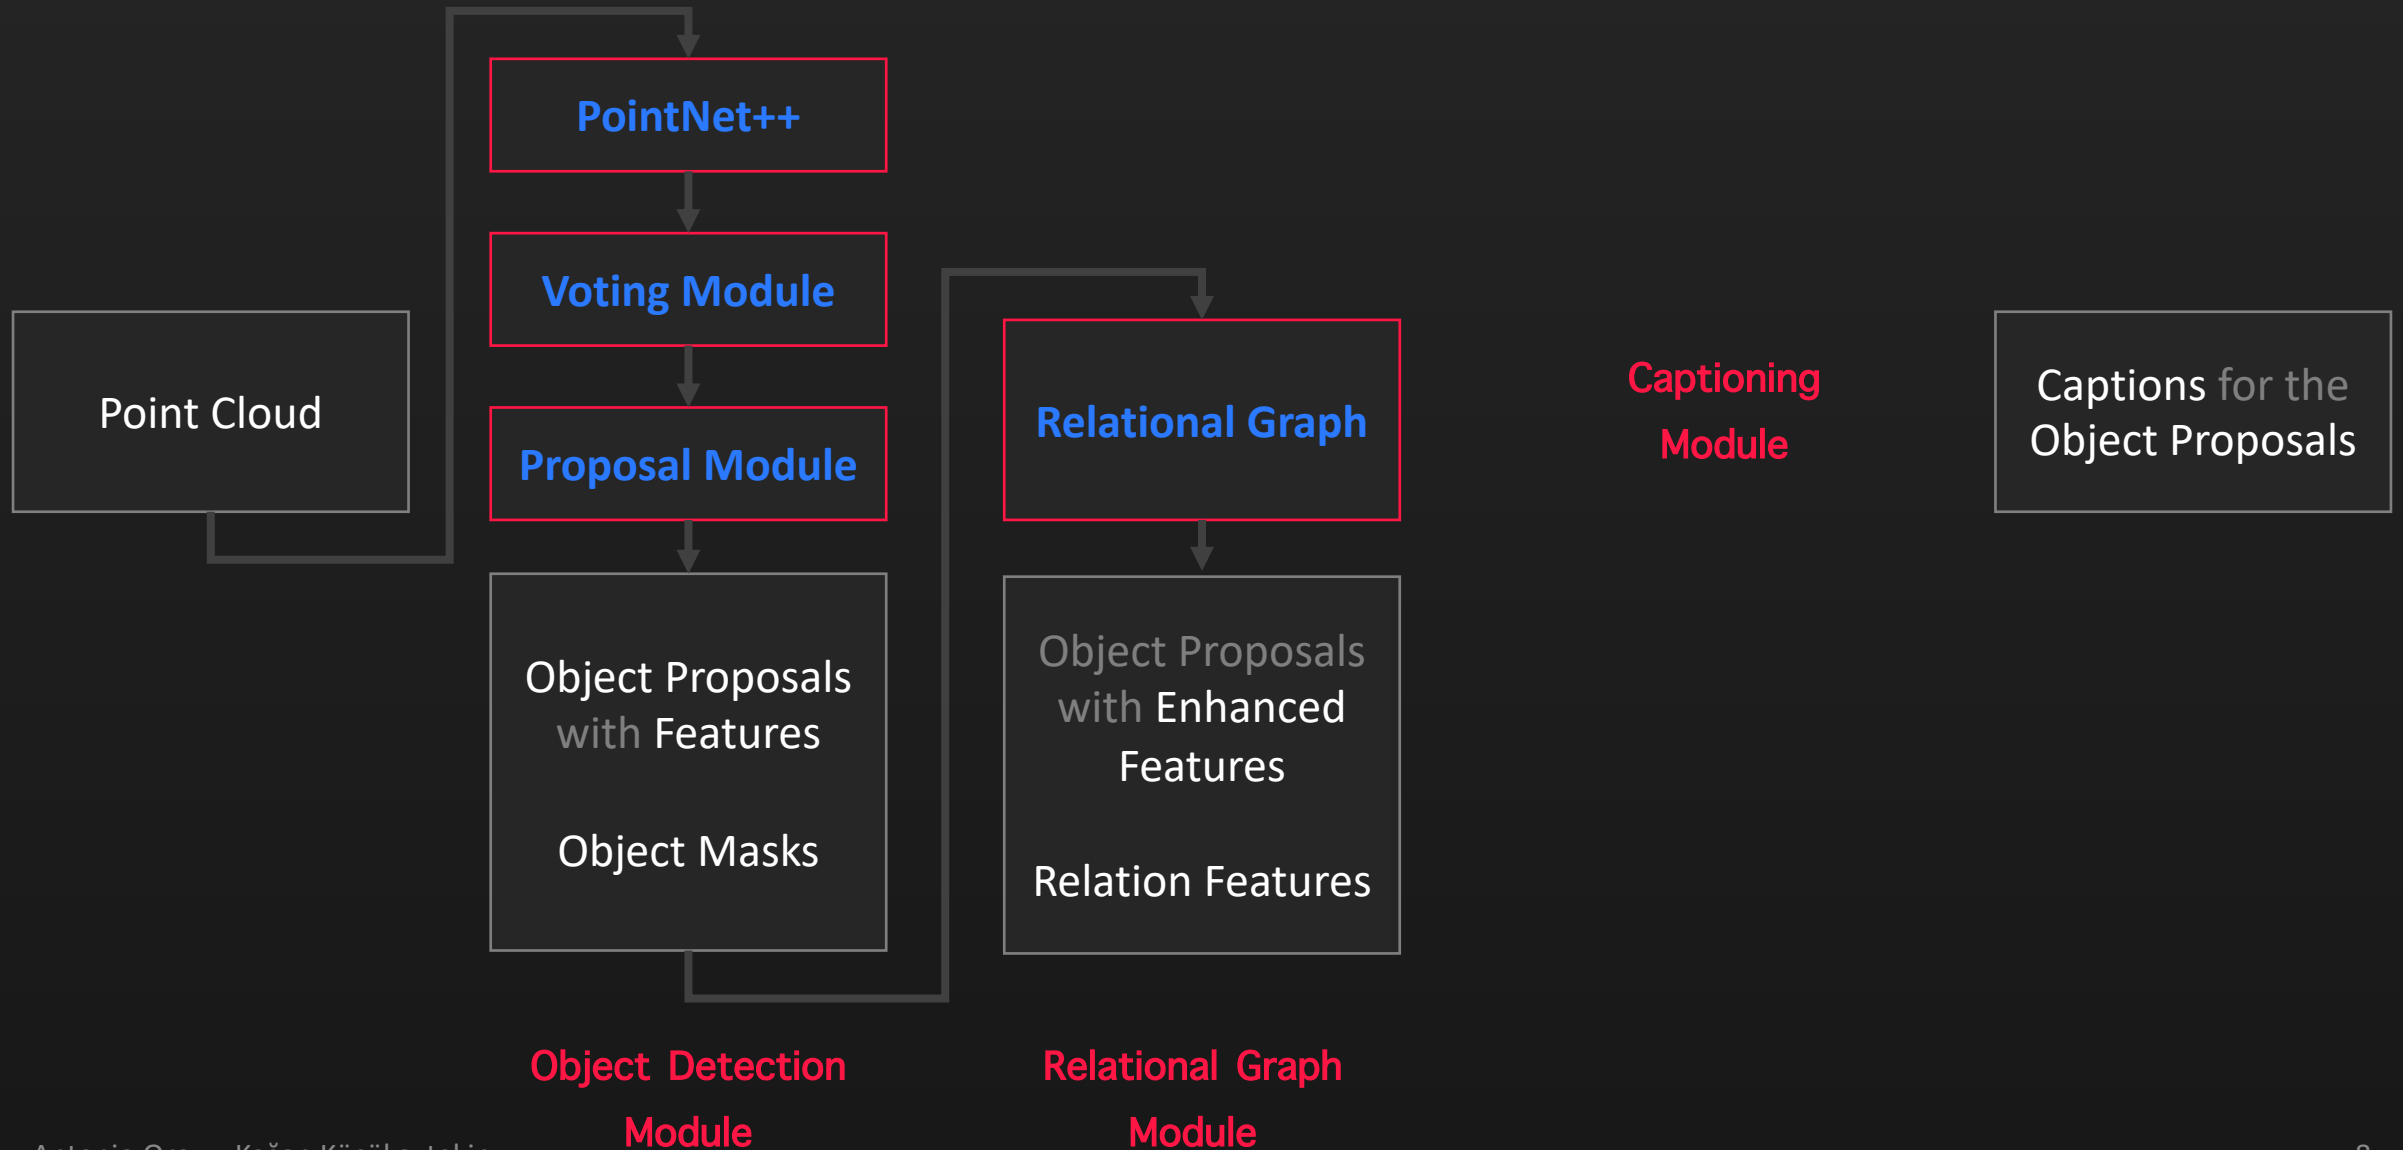 Point Cloud
PointNet++
Voting Module
Proposal Module
Object Proposals
with Features
Object Masks
Object Detection
Module
Relational Graph
Object Proposals
with Enhanced
Features
Relation Features
Relational Graph
Module
Captioning
Module
Captions for the
Object Proposals